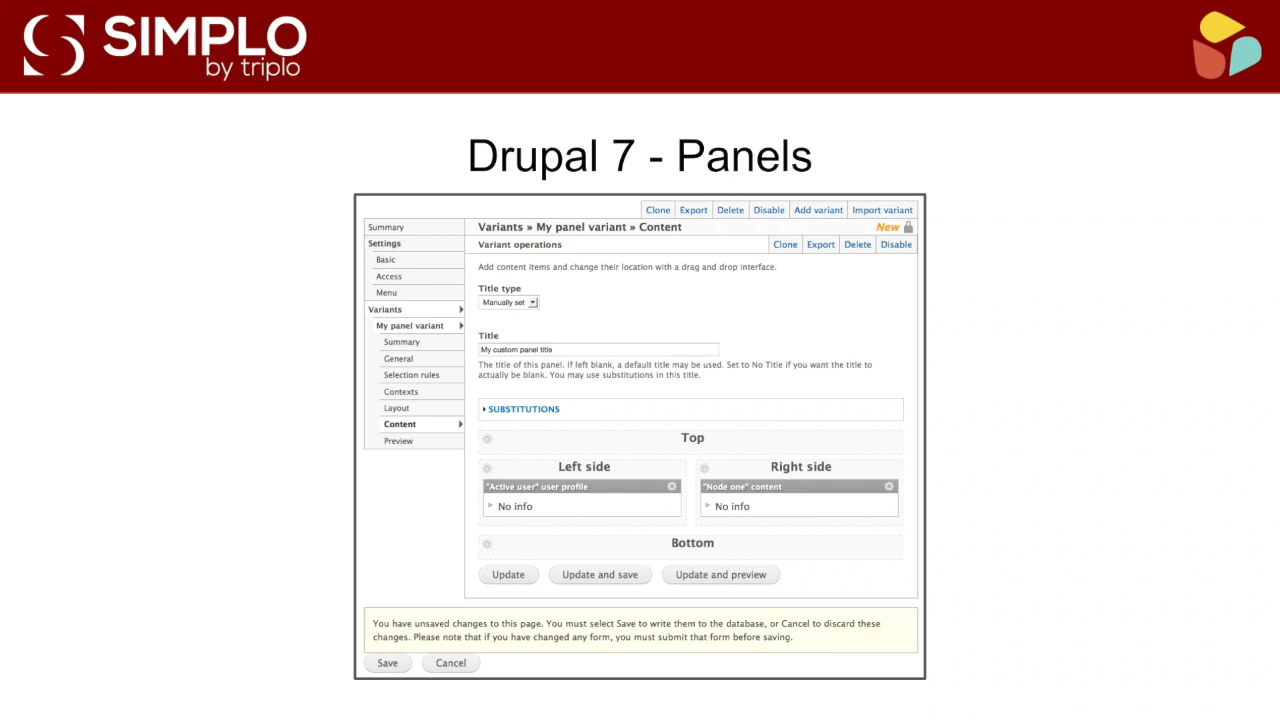 SIMPLO
by triplo
Drupal 7 - Panels
Clone Export Delete Disable Add variant Import variant
Summary
Settings
Basic
Access
Menu
Variants
My panel variant
Summary
General
Selection rules
Contexts
Layout
Content
Preview
Variants » My panel variant » Content
New
Variant operations
Clone Export Delete Disable
Add content items and change their location with a drag and drop interface.
Title type
Manually set
Title
My custom panel title
The title of this panel. If left blank, a default title may be used. Set to No Title if you want the title to
actually be blank. You may use substitutions in this title.
SUBSTITUTIONS
Top
Left side
"Active user" user profile
No info
Right side
"Node one" content
No info
Bottom
Update Update and save Update and preview
You have unsaved changes to this page. You must select Save to write them to the database, or Cancel to discard these
changes. Please note that if you have changed any form, you must submit that form before saving.
Save Cancel